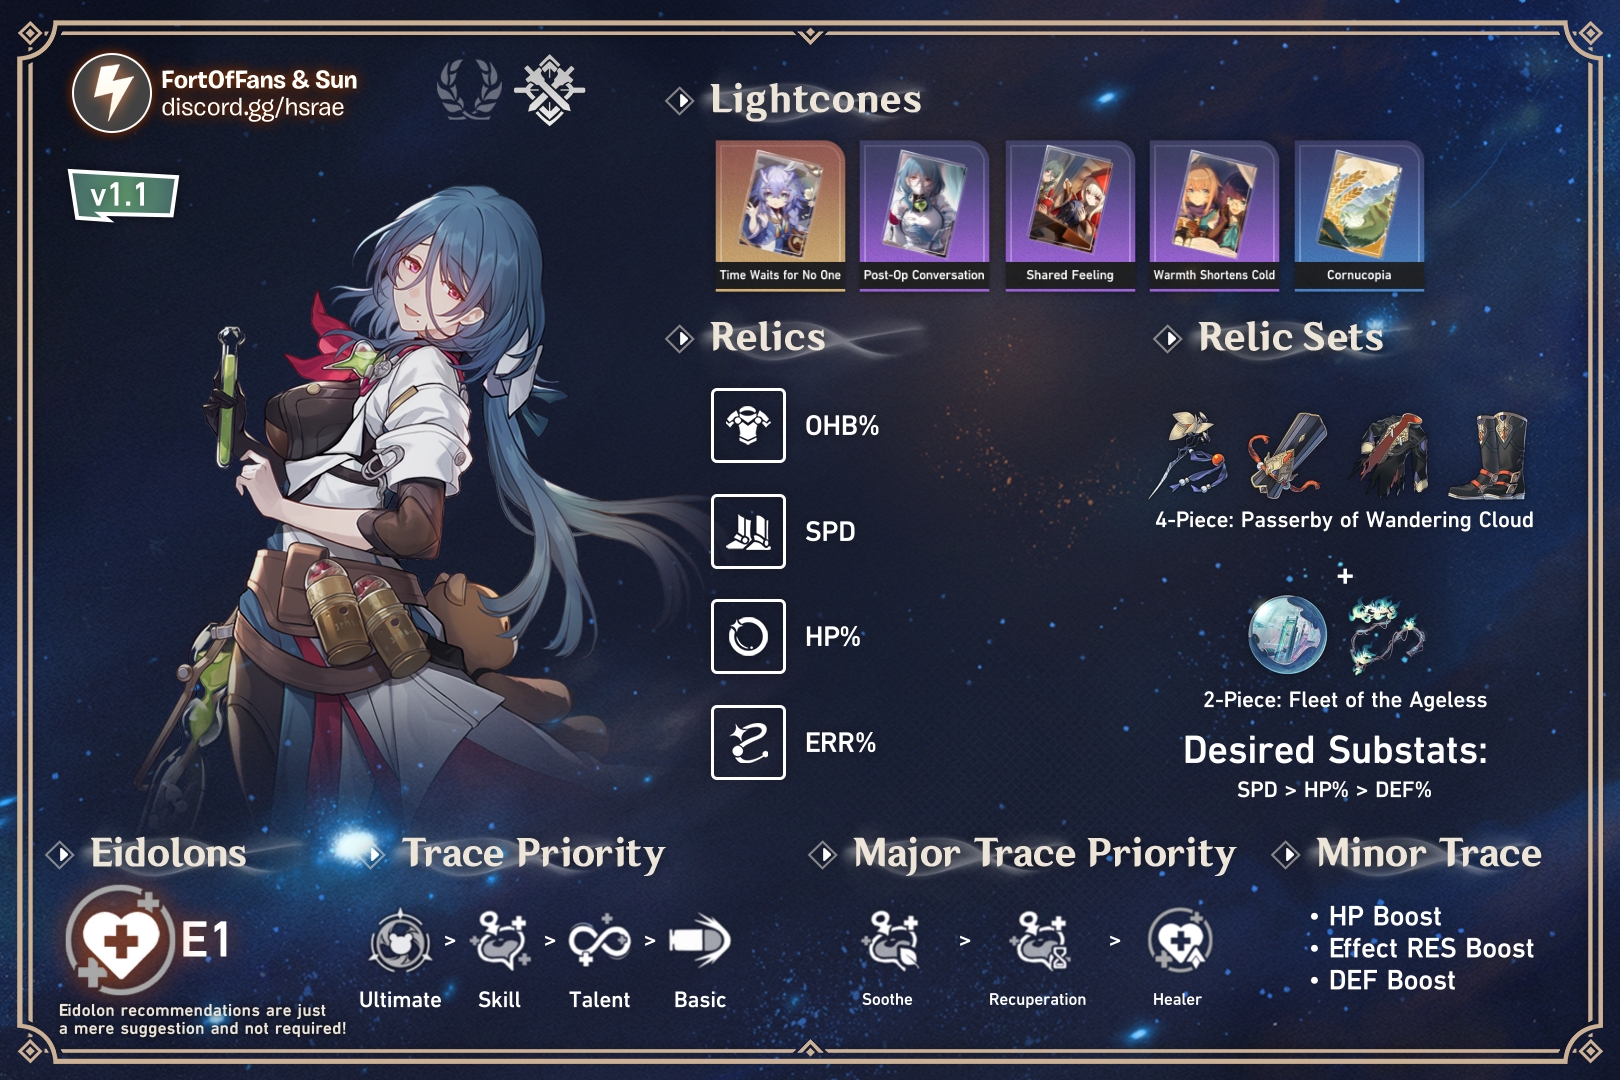 FortOfFans & Sun
discord.gg/hsrae
v1.1
Lightcones
Time Waits for No One
Post-Op Conversation
Shared Feeling
Warmth Shortens Cold
Cornucopia
Relics
OHB%
SPD
HP%
ERR%
Relic Sets
4-Piece: Passerby of Wandering Cloud
+
2-Piece: Fleet of the Ageless
Desired Substats:
SPD > HP% > DEF%
Eidolons
E1
Eidolon recommendations are just
a mere suggestion and not required!
Trace Priority
> > >
Ultimate Skill Talent Basic
Major Trace Priority
> >
Soothe Recuperation Healer
Minor Trace
• HP Boost
• Effect RES Boost
• DEF Boost